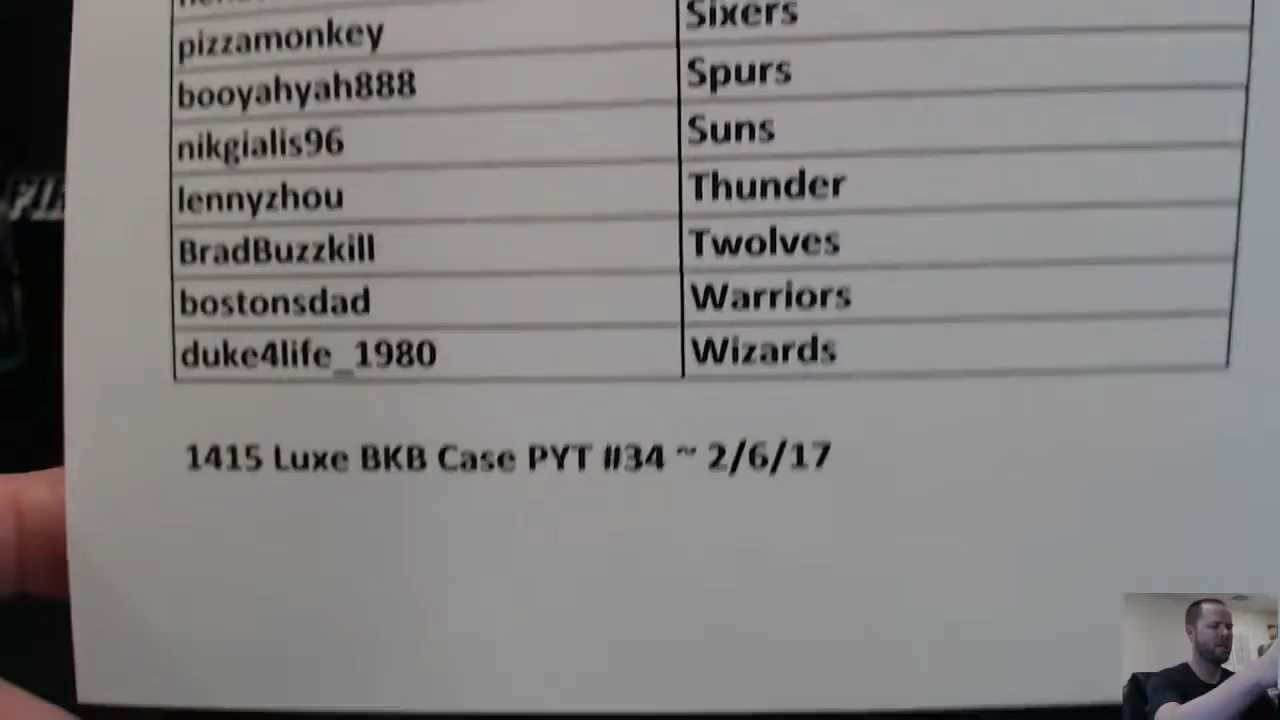 pizzamonkey Sixers
booyahyah888 Spurs
nikgialis96 Suns
lennyzhou Thunder
BradBuzzkill Twolves
bostonsdad Warriors
duke4life_1980 Wizards
1415 Luxe BKB Case PYT #34 ~ 2/6/17